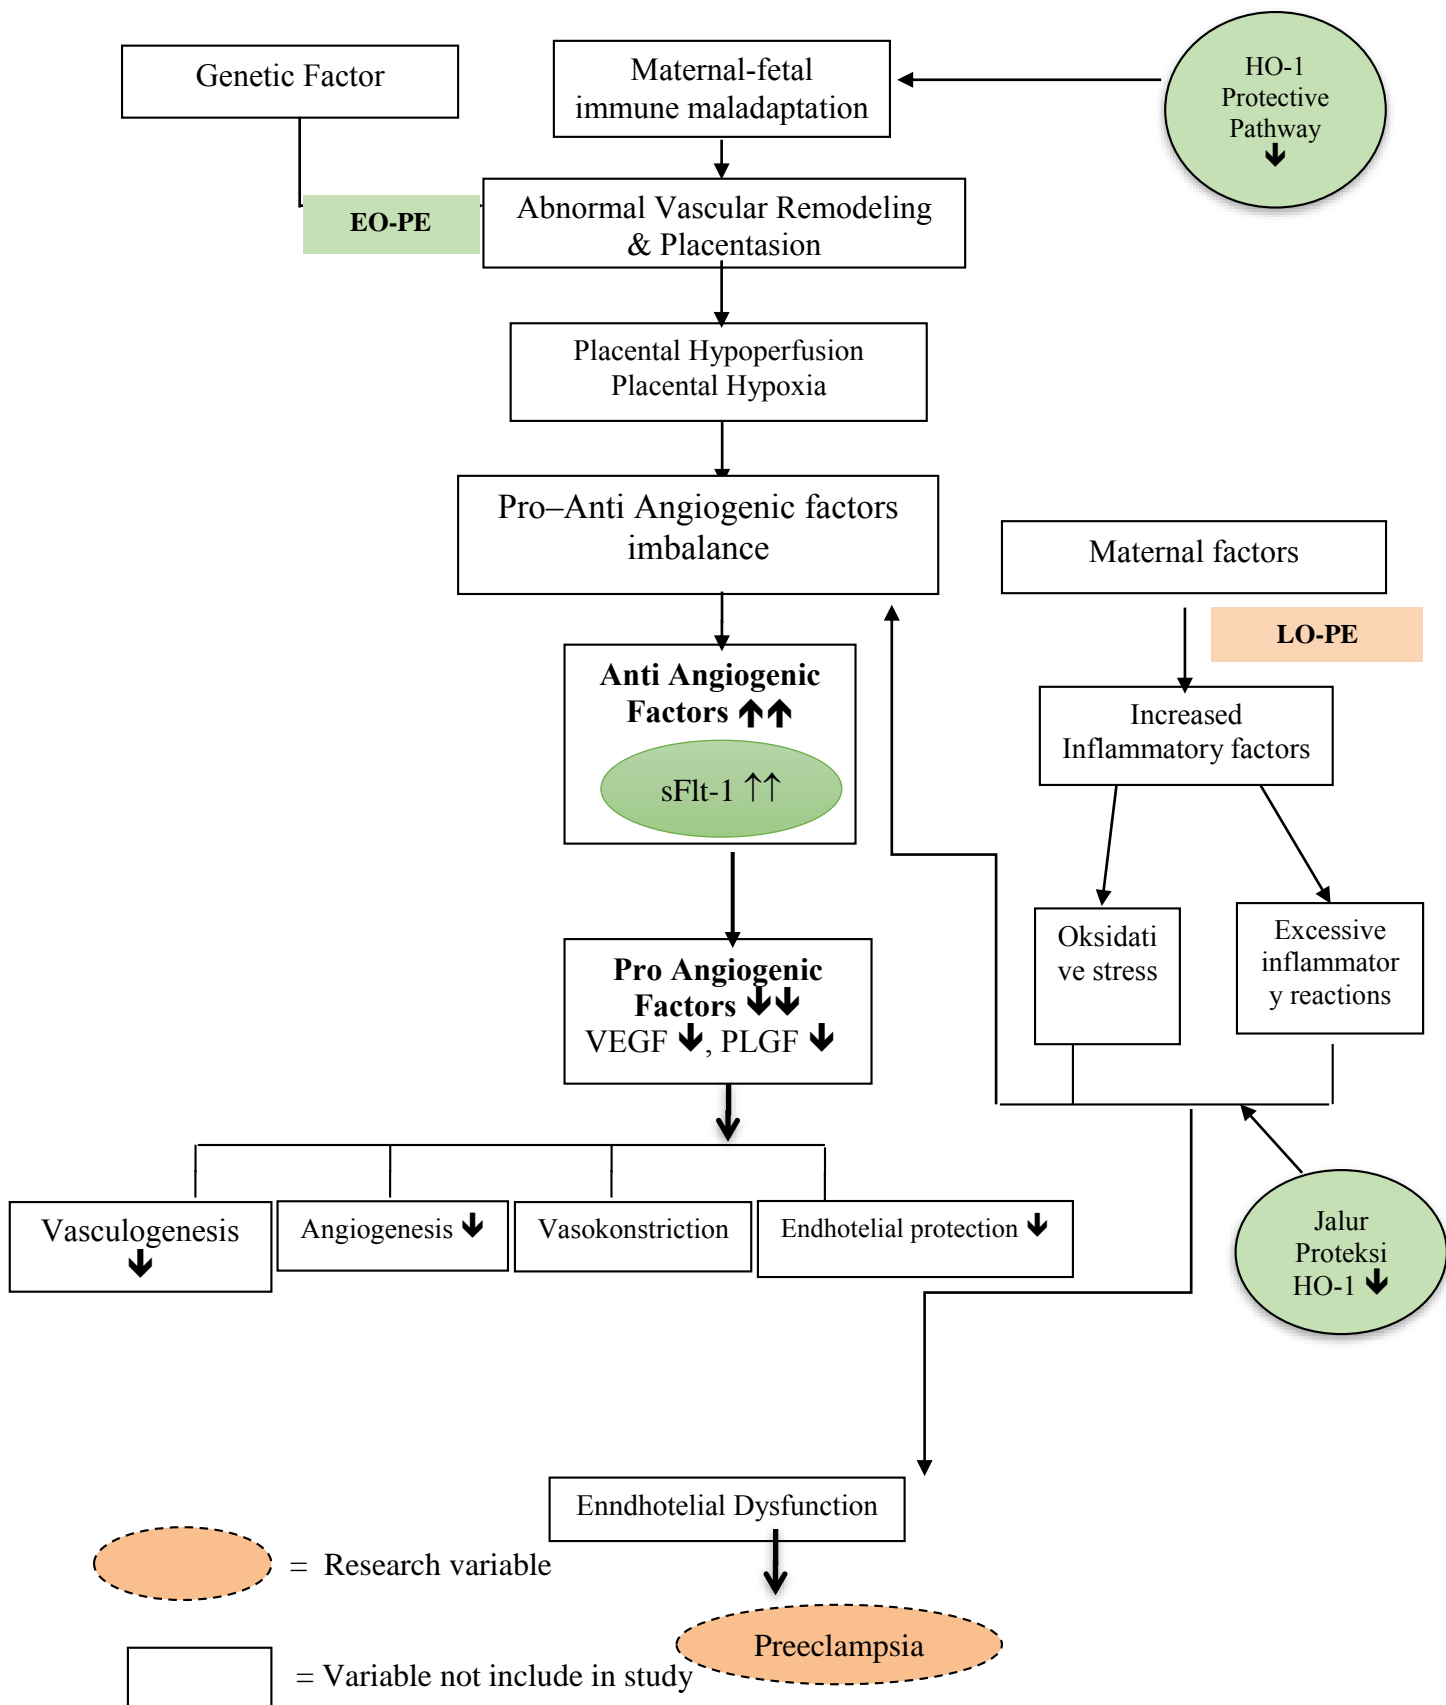 Genetic Factor
Maternal-fetal
immune maladaptation
HO-1
Protective
Pathway
🡻
EO-PE
Abnormal Vascular Remodeling
& Placentasion
Placental Hypoperfusion
Placental Hypoxia
Pro–Anti Angiogenic factors
imbalance
Maternal factors
LO-PE
Anti Angiogenic
Factors 🡹🡹
sFlt-1 ↑↑
Increased
Inflammatory factors
Oksidati
ve stress
Excessive
inflammator
y reactions
Pro Angiogenic
Factors 🡻🡻
VEGF 🡻, PLGF 🡻
Vasculogenesis
🡻
Angiogenesis 🡻
Vasokonstriction
Endhotelial protection 🡻
Jalur
Proteksi
HO-1 🡻
Enndhotelial Dysfunction
= Research variable
Preeclampsia
= Variable not include in study